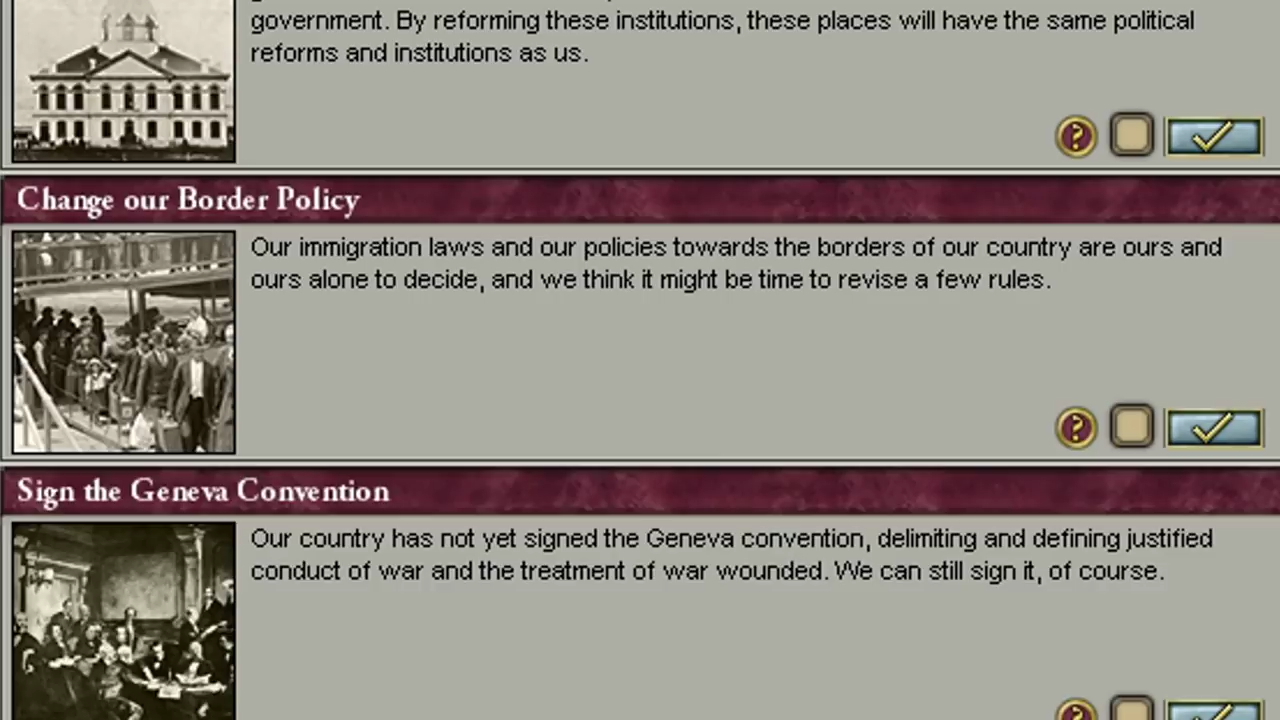 government. By reforming these institutions, these places will have the same political
reforms and institutions as us.
Change our Border Policy
Our immigration laws and our policies towards the borders of our country are ours and
ours alone to decide, and we think it might be time to revise a few rules.
Sign the Geneva Convention
Our country has not yet signed the Geneva convention, delimiting and defining justified
conduct of war and the treatment of war wounded. We can still sign it, of course.